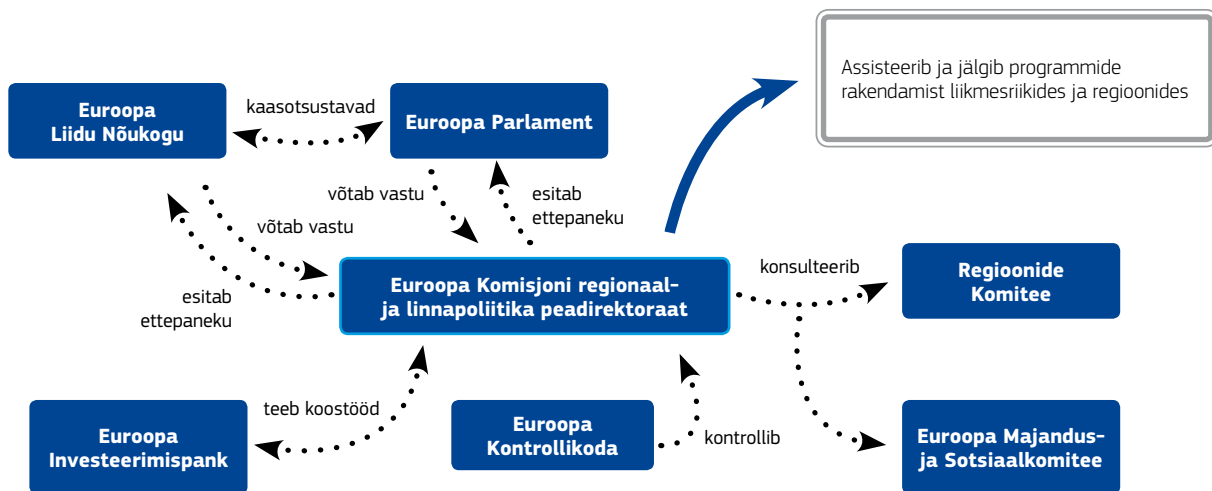 Assisteerib ja jälgib programmide
rakendamist liikmesriikides ja regioonides
Euroopa
Liidu Nõukogu
kaasotsustavad
Euroopa Parlament
võtab vastu
esitab
ettepaneku
võtab vastu
esitab
ettepaneku
Euroopa Komisjoni regionaal-
ja linnapoliitika peadirektoraat
konsulteerib
Regioonide
Komitee
teeb koostööd
Euroopa
Investeerimispank
Euroopa
Kontrollikoda
kontrollib
Euroopa Majandus-
ja Sotsiaalkomitee